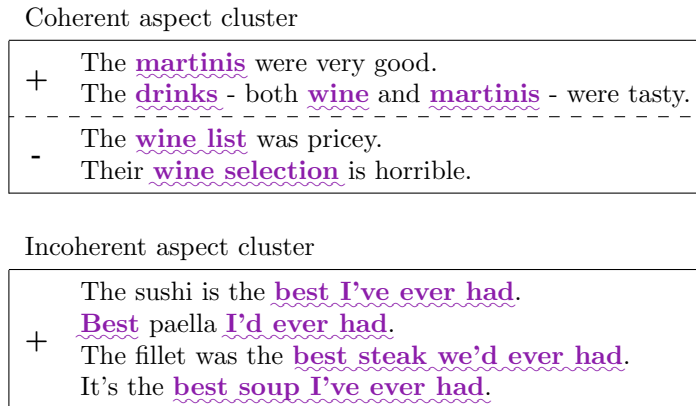 Coherent aspect cluster
+
The martinis were very good.
The drinks - both wine and martinis - were tasty.
-
The wine list was pricey.
Their wine selection is horrible.
Incoherent aspect cluster
+
The sushi is the best I've ever had.
Best paella I'd ever had.
The fillet was the best steak we'd ever had.
It's the best soup I've ever had.